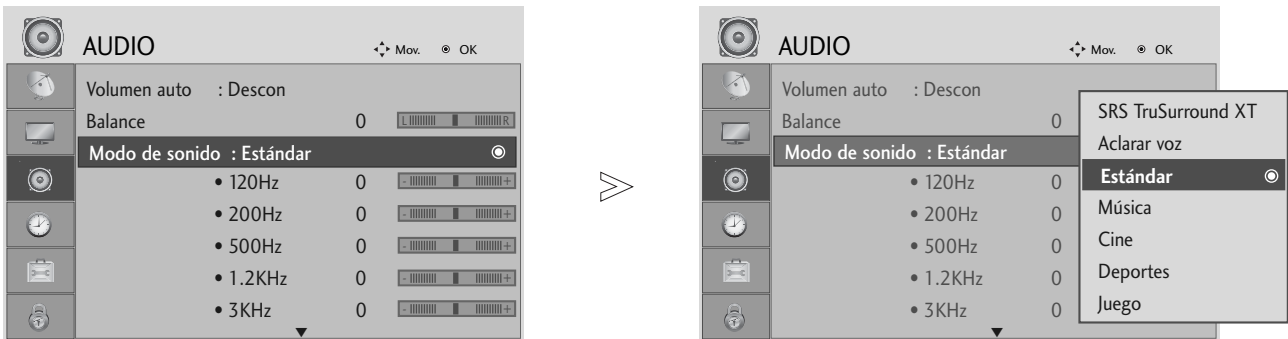 AUDIO
Mov. OK
Volumen auto : Descon
Balance 0 L R
Modo de sonido : Estándar
• 120Hz 0 - +
• 200Hz 0 - +
• 500Hz 0 - +
• 1.2KHz 0 - +
• 3KHz 0 - +
AUDIO
Mov. OK
Volumen auto : Descon
Balance 0
Modo de sonido : Estándar
• 120Hz 0
• 200Hz 0
• 500Hz 0
• 1.2KHz 0
• 3KHz 0
SRS TruSurround XT
Aclarar voz
Estándar
Música
Cine
Deportes
Juego